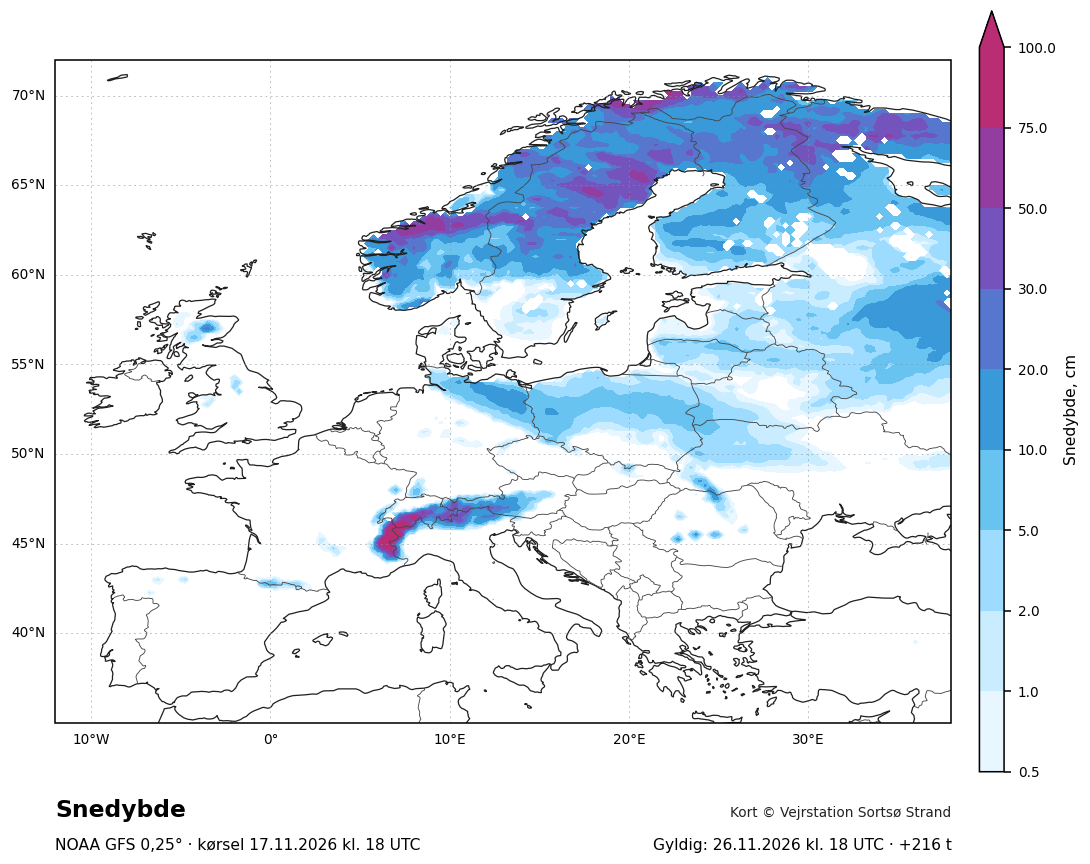 100.0
75.0
50.0
30.0
20.0
10.0
5.0
2.0
1.0
0.5
Snedybde, cm
70°N
65°N
60°N
55°N
50°N
45°N
40°N
10°W 0° 10°E 20°E 30°E
Snedybde
Kort © Vejrstation Sortsø Strand
NOAA GFS 0,25° · kørsel 17.11.2026 kl. 18 UTC
Gyldig: 26.11.2026 kl. 18 UTC · +216 t